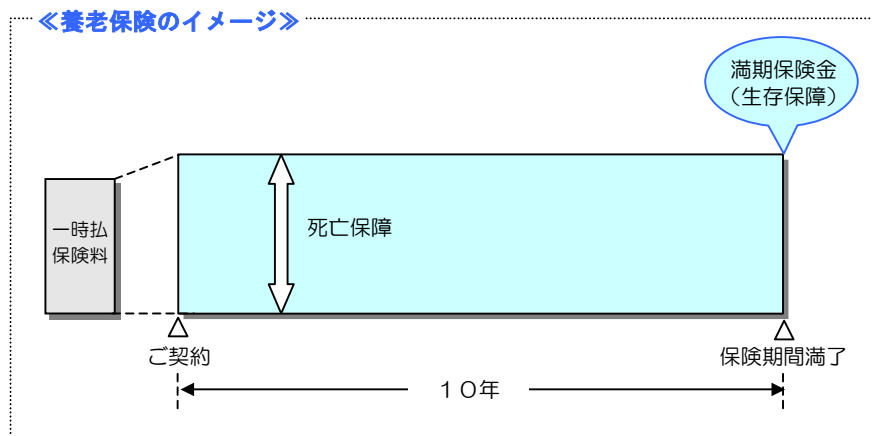 ≪養老保険のイメージ≫
満期保険金
（生存保障）
一時払
保険料
死亡保障
ご契約
保険期間満了
１０年